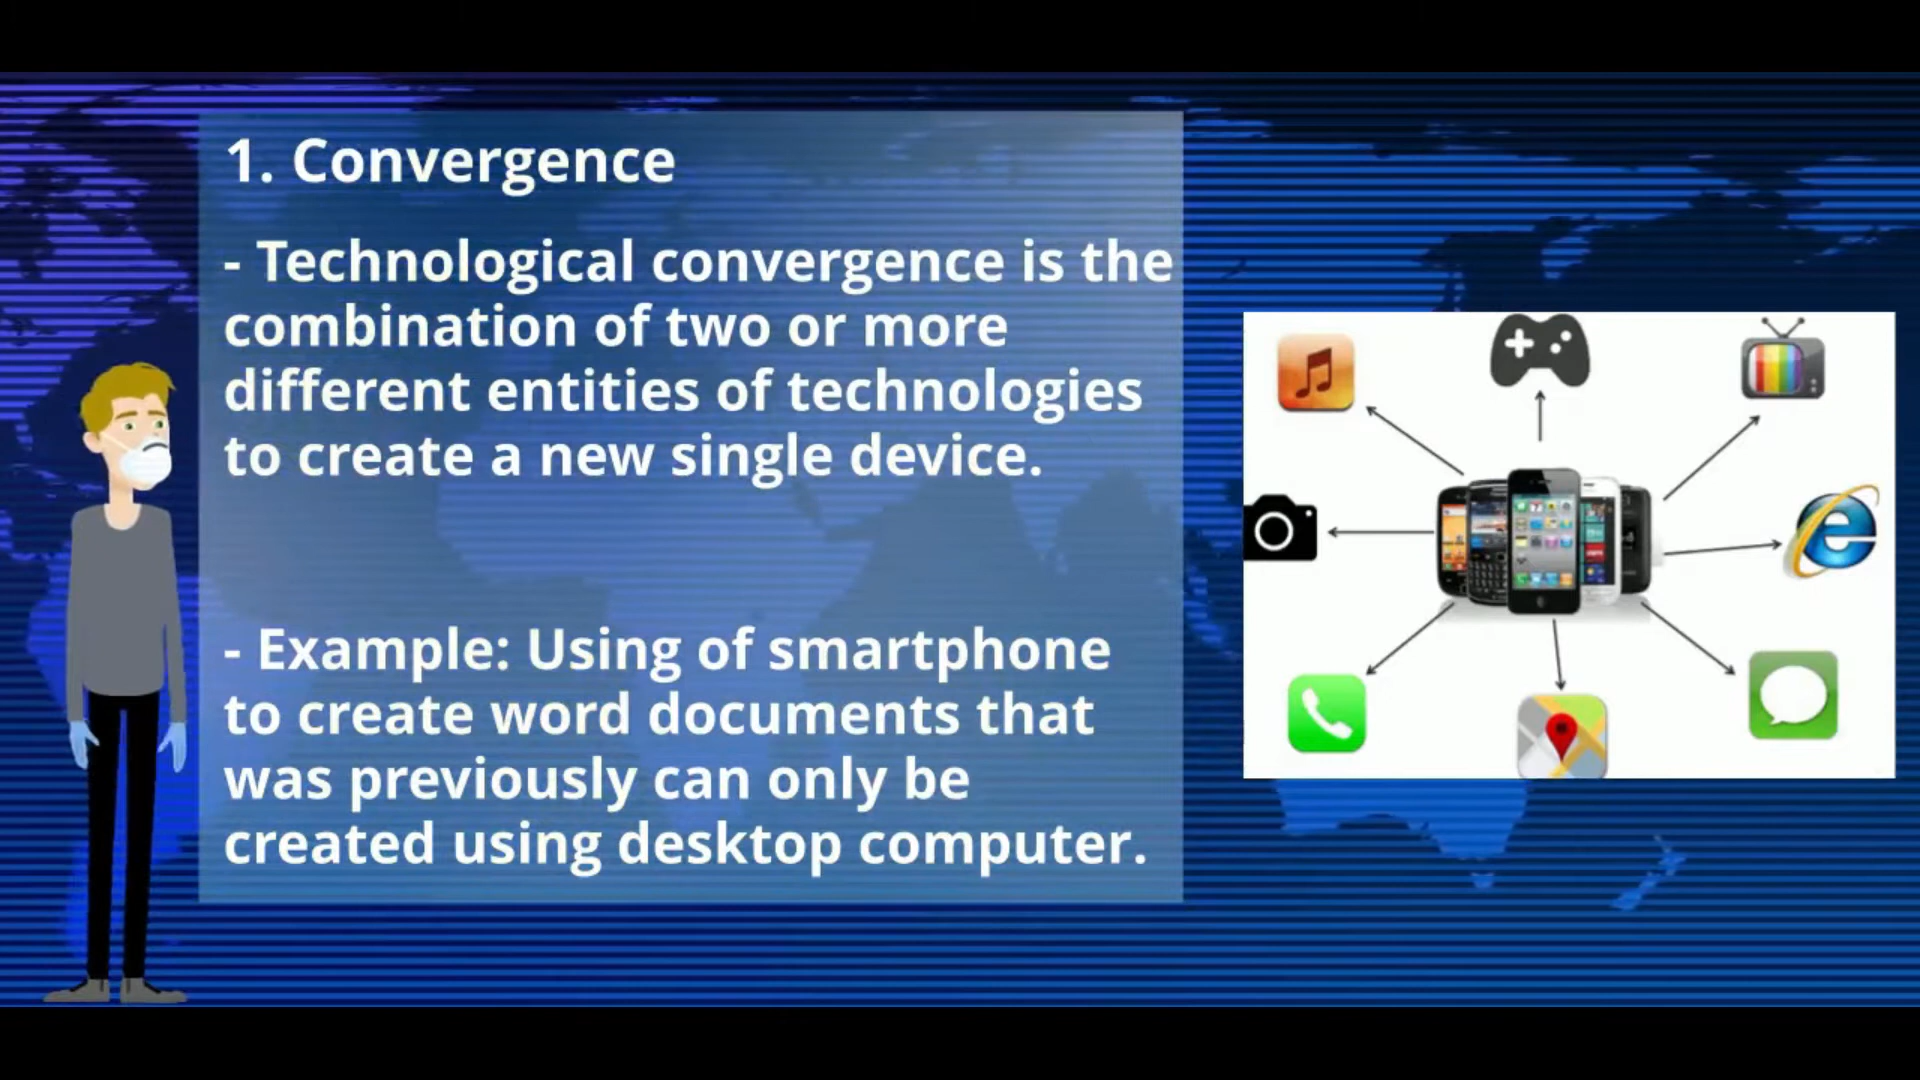 1. Convergence
- Technological convergence is the
combination of two or more
different entities of technologies
to create a new single device.
- Example: Using of smartphone
to create word documents that
was previously can only be
created using desktop computer.